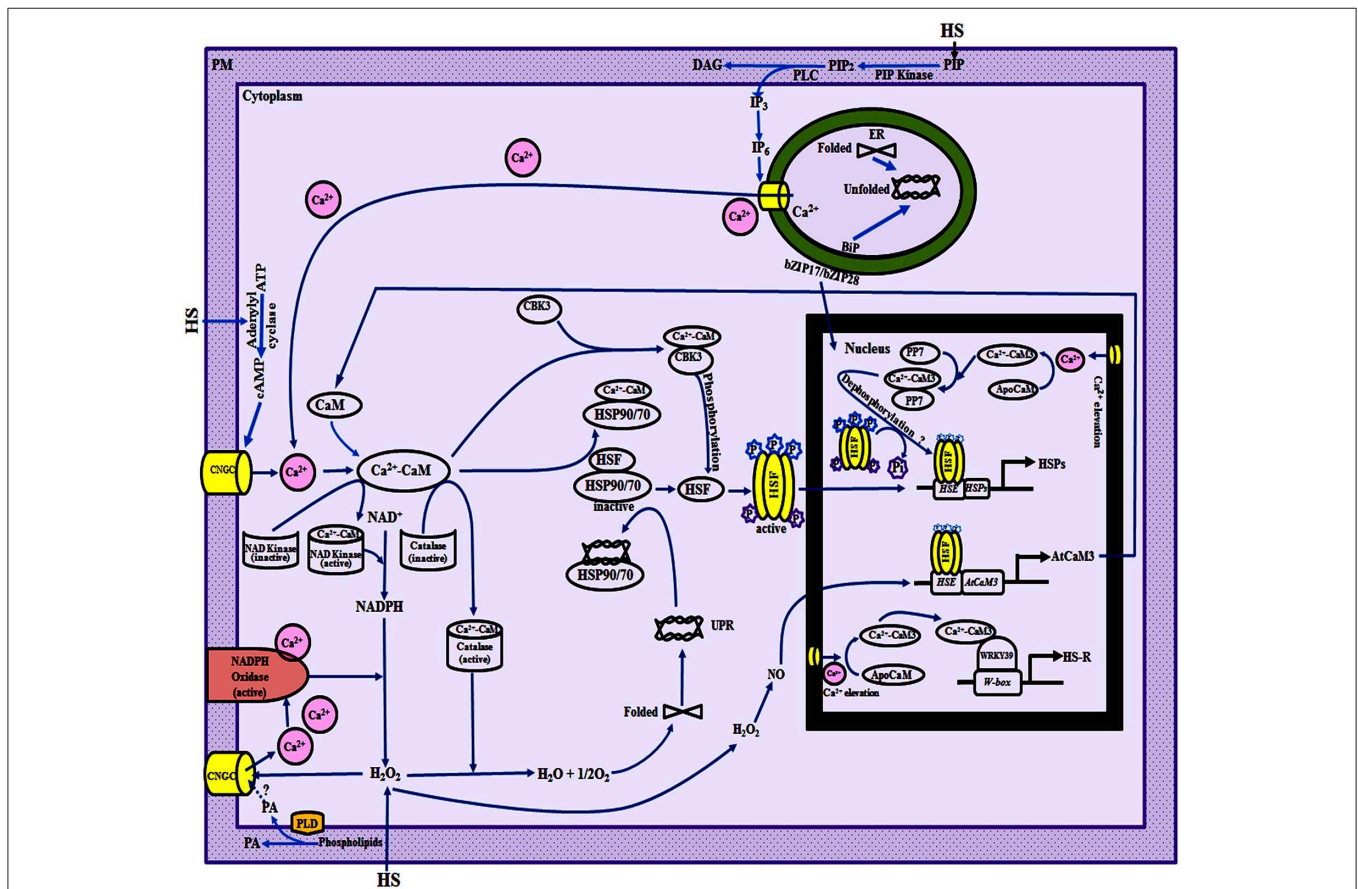 HS
PM
DAG
PLC
PIP₂
PIP Kinase
PIP
Cytoplasm
IP₃
IP₆
ER
Folded
Unfolded
BiP
Ca²⁺
Ca²⁺
Ca²⁺
Ca²⁺
bZIP17/bZIP28
HS
ATP
Adenylyl
cyclase
cAMP
CaM
CNGC
Ca²⁺
Ca²⁺-CaM
CBK3
Ca²⁺-CaM
CBK3
Phosphorylation
Ca²⁺-CaM
HSP90/70
HSF
HSP90/70
inactive
HSF
P
P
P
HSF
P
P
active
HSP90/70
NAD Kinase
(inactive)
Ca²⁺-CaM
NAD Kinase
(active)
NAD⁺
Catalase
(inactive)
NADPH
Ca²⁺-CaM
Catalase
(active)
UPR
Folded
NADPH
Oxidase
(active)
Ca²⁺
Ca²⁺
Ca²⁺
CNGC
?
PA
PLD
PA
Phospholipids
H₂O₂
HS
H₂O + 1/2O₂
H₂O₂
NO
Nucleus
PP7
Ca²⁺-CaM3
PP7
Ca²⁺-CaM3
ApoCaM
Ca²⁺
Ca²⁺ elevation
Dephosphorylation ?
P
P
P
HSF
P
P
Pi
HSF
HSE
HSPs
HSPs
HSF
HSE
AtCaM3
AtCaM3
Ca²⁺-CaM3
ApoCaM
Ca²⁺
Ca²⁺ elevation
Ca²⁺-CaM3
WRKY39
W-box
HS-R